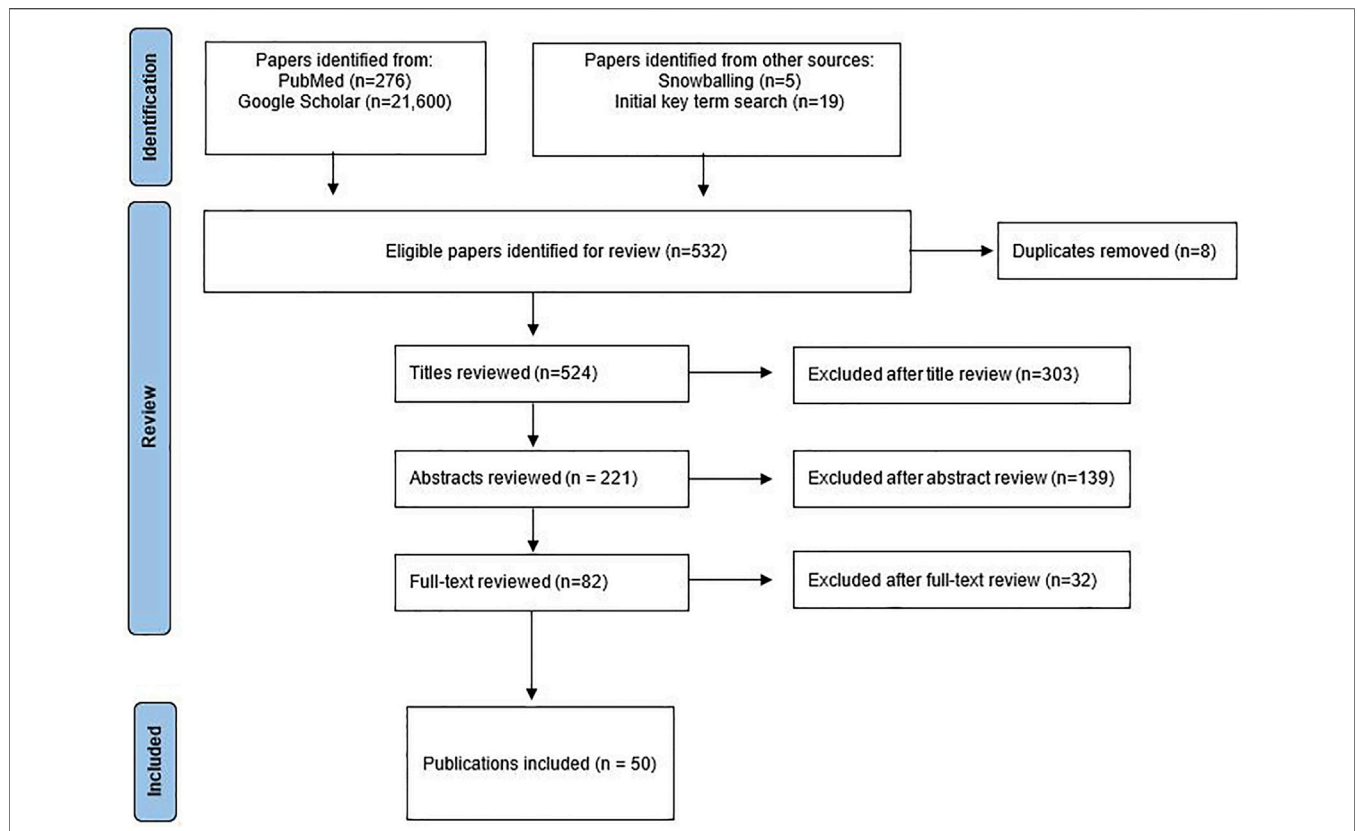 Identification
Papers identified from:
PubMed (n=276)
Google Scholar (n=21,600)
Papers identified from other sources:
Snowballing (n=5)
Initial key term search (n=19)
Review
Eligible papers identified for review (n=532)
Duplicates removed (n=8)
Titles reviewed (n=524)
Excluded after title review (n=303)
Abstracts reviewed (n = 221)
Excluded after abstract review (n=139)
Full-text reviewed (n=82)
Excluded after full-text review (n=32)
Included
Publications included (n = 50)